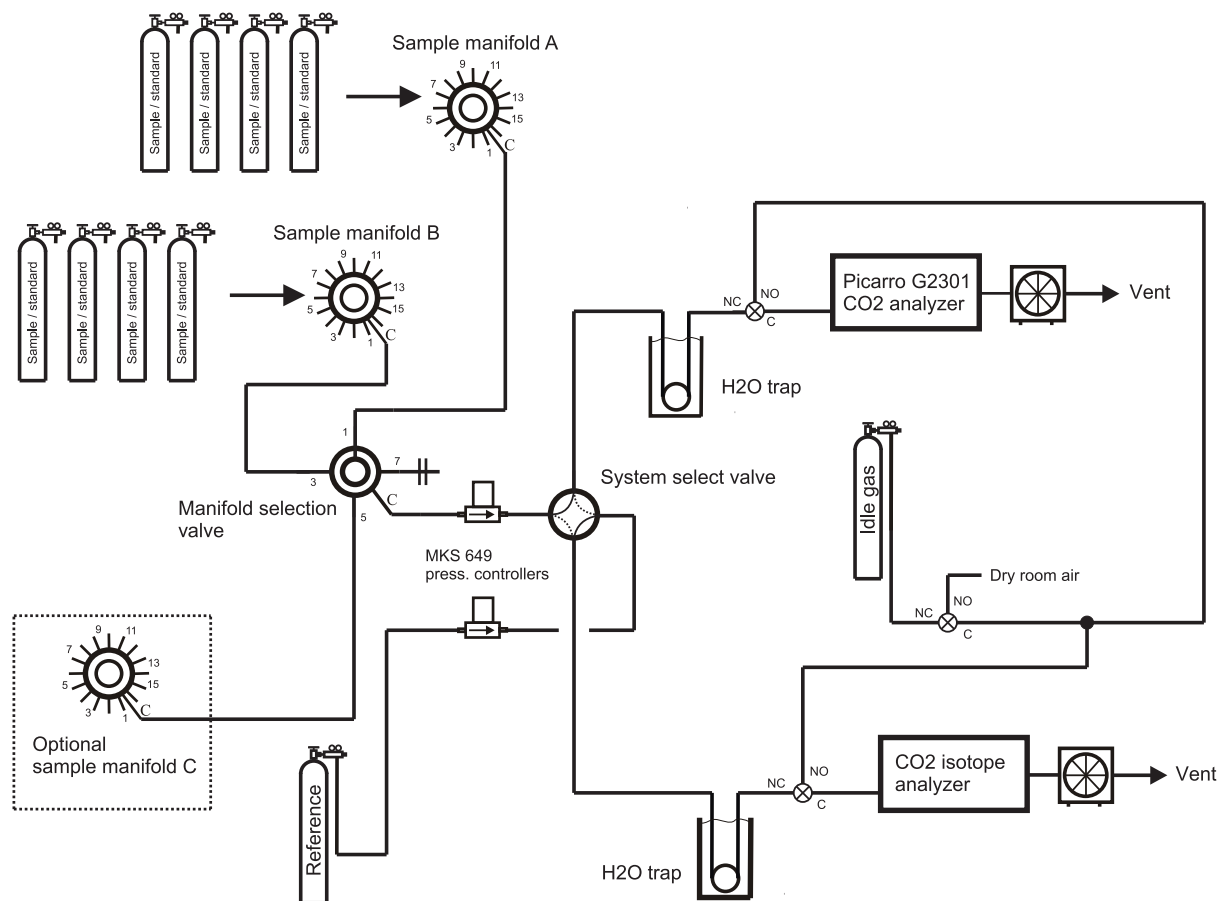 Sample / standard
Sample / standard
Sample / standard
Sample / standard
Sample manifold A
9
11
7
13
5
15
3
1
C
Sample / standard
Sample / standard
Sample / standard
Sample / standard
Sample manifold B
9
11
7
13
5
15
3
1
C
NC
NO
C
Picarro G2301
CO2 analyzer
Vent
H2O trap
1
7
3
C
5
Manifold selection
valve
System select valve
MKS 649
press. controllers
Idle gas
Dry room air
NC
NO
C
9
11
7
13
5
15
3
1
C
Optional
sample manifold C
Reference
NC
NO
C
CO2 isotope
analyzer
Vent
H2O trap